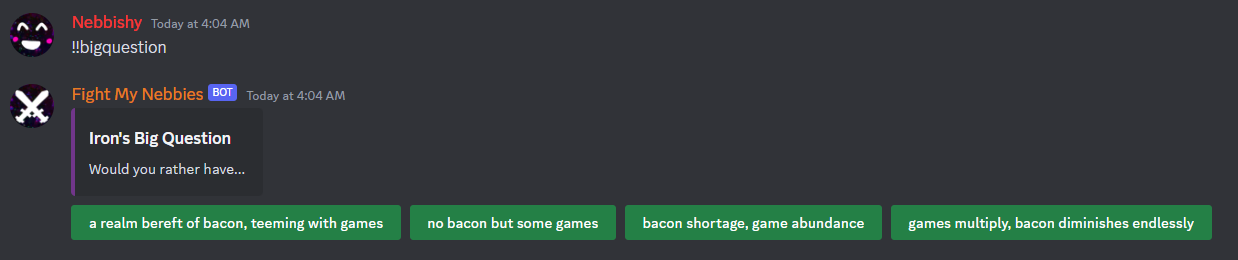 Nebbishy Today at 4:04 AM
!!bigquestion
Fight My Nebbies BOT Today at 4:04 AM
Iron's Big Question
Would you rather have...
a realm bereft of bacon, teeming with games
no bacon but some games
bacon shortage, game abundance
games multiply, bacon diminishes endlessly